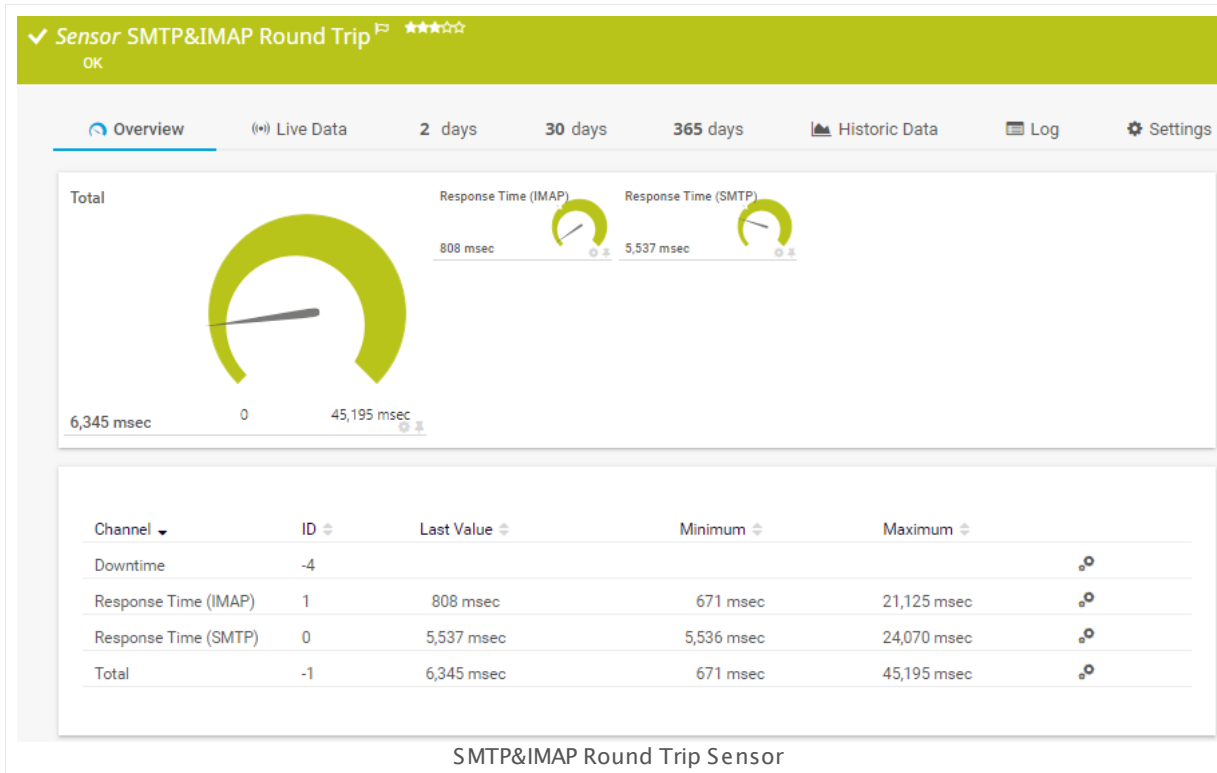 Sensor SMTP&IMAP Round Trip
OK
Overview Live Data 2 days 30 days 365 days Historic Data Log Settings
Total
6,345 msec
0
45,195 msec
Response Time (IMAP)
808 msec
Response Time (SMTP)
5,537 msec
Channel ID Last Value Minimum Maximum
Downtime -4
Response Time (IMAP) 1 808 msec 671 msec 21,125 msec
Response Time (SMTP) 0 5,537 msec 5,536 msec 24,070 msec
Total -1 6,345 msec 671 msec 45,195 msec
SMTP&IMAP Round Trip Sensor